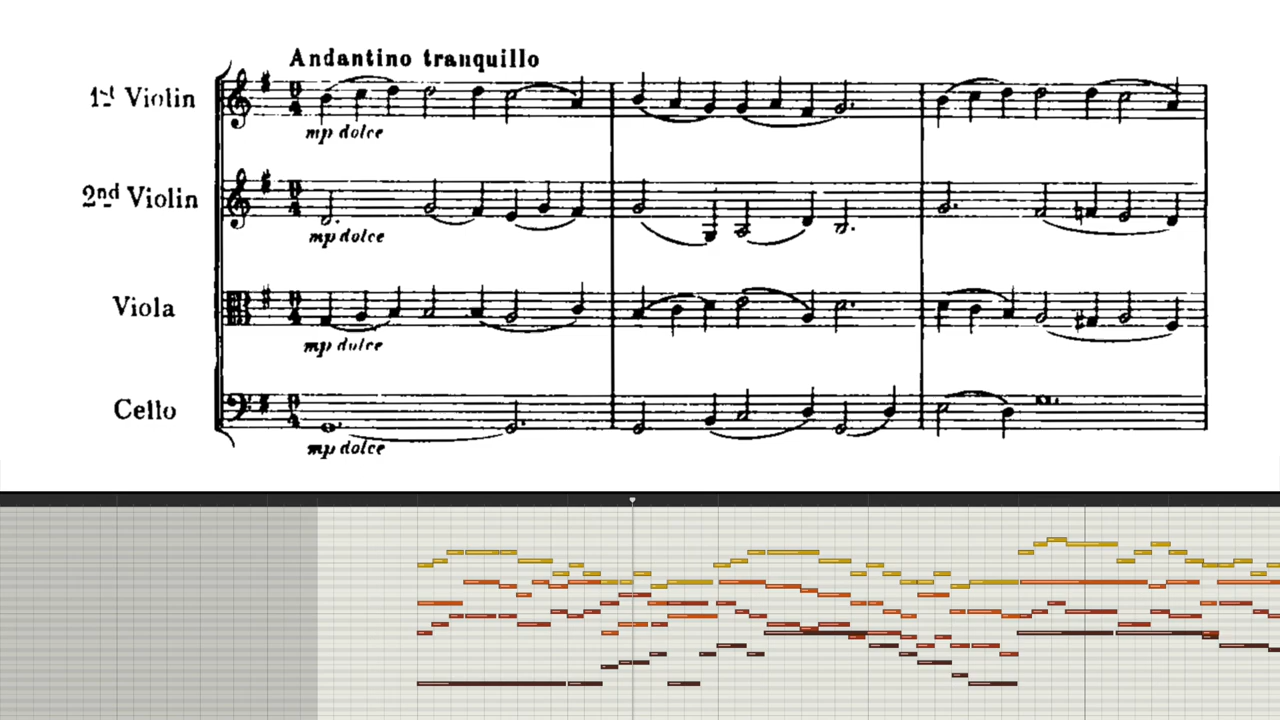 Andantino tranquillo
1st Violin
mp dolce
2nd Violin
mp dolce
Viola
mp dolce
Cello
mp dolce